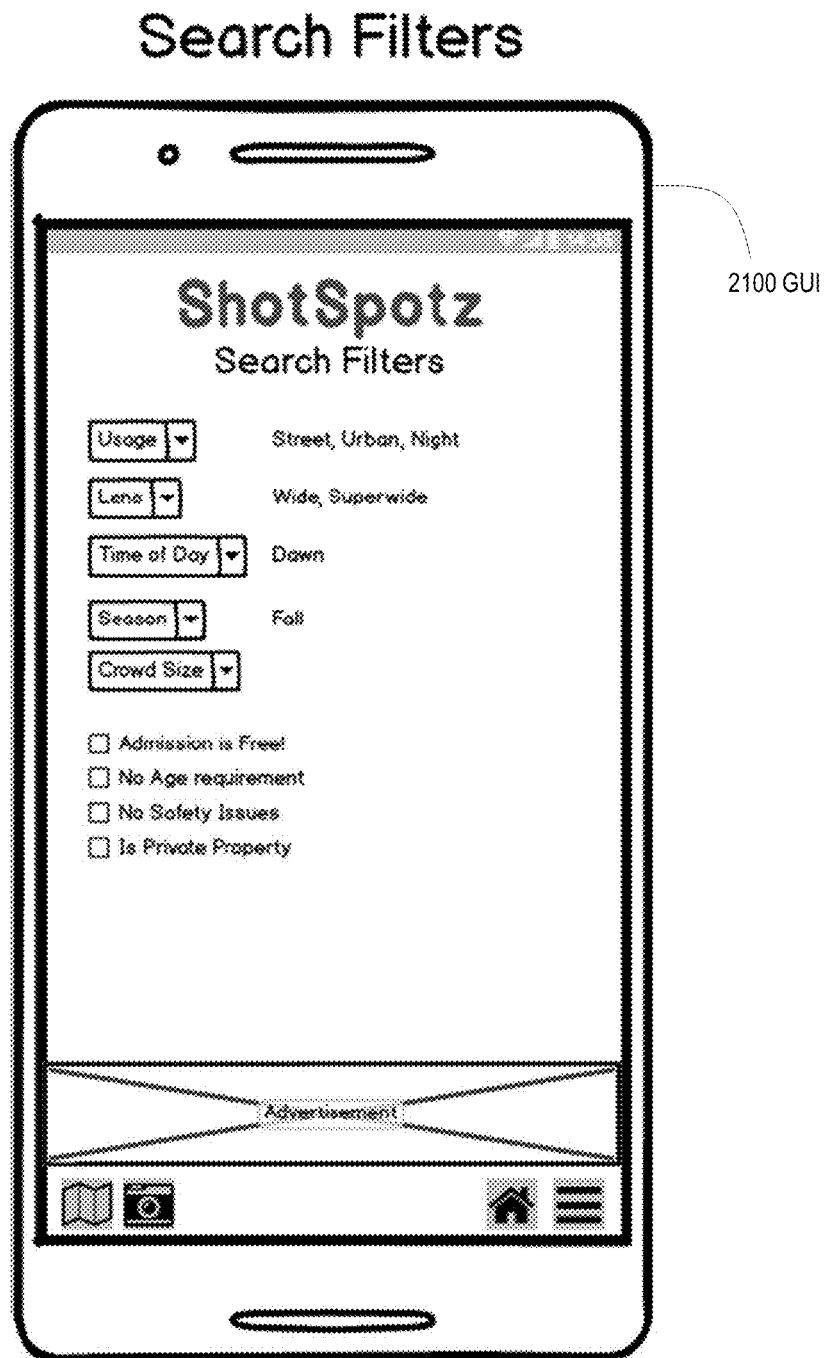 Search Filters
2100 GUI
ShotSpotz
Search Filters
Usage Street, Urban, Night
Lens Wide, Superwide
Time of Day Dawn
Season Fall
Crowd Size
Admission is Free!
No Age requirement
No Safety Issues
Is Private Property
Advertisement